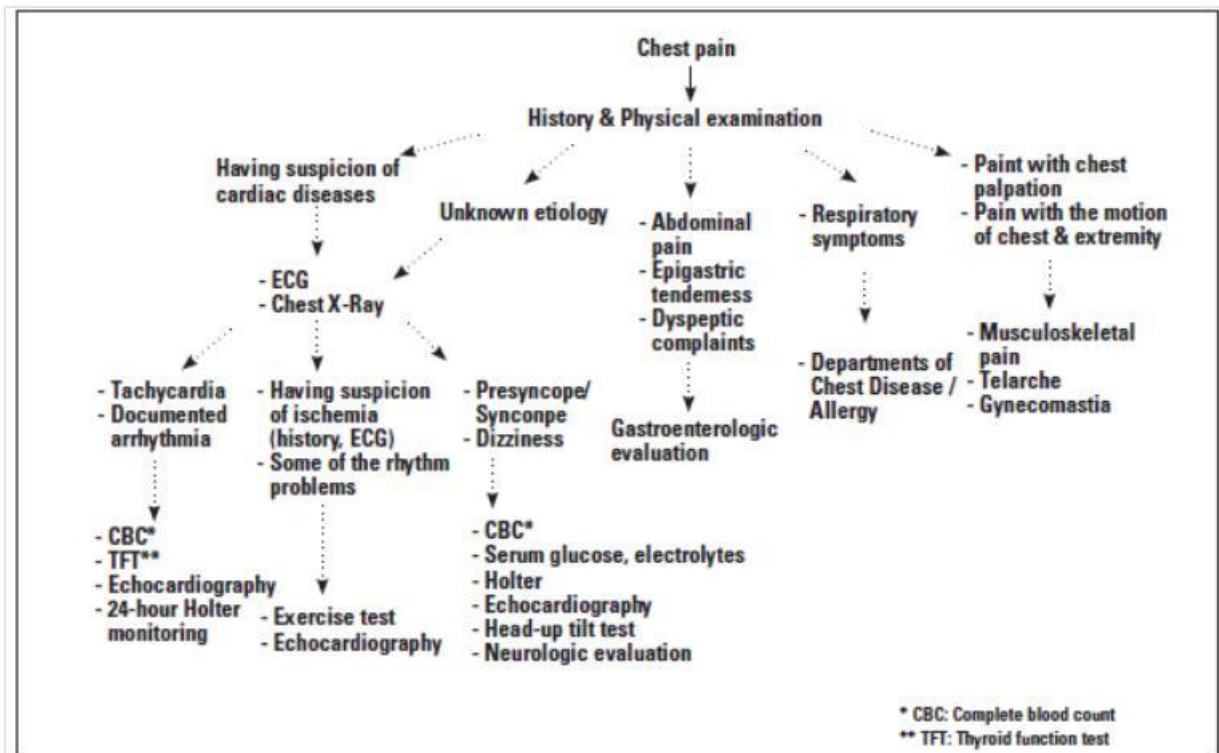 Chest pain
History & Physical examination
Having suspicion of
cardiac diseases
Unknown etiology
- Abdominal
pain
- Epigastric
tendemess
- Dyspeptic
complaints
- Respiratory
symptoms
- Paint with chest
palpation
- Pain with the motion
of chest & extremity
- ECG
- Chest X-Ray
- Tachycardia
- Documented
arrhythmia
- Having suspicion
of ischemia
(history, ECG)
- Some of the rhythm
problems
- Presyncope/
Synconpe
- Dizziness
Gastroenterologic
evaluation
- Departments of
Chest Disease /
Allergy
- Musculoskeletal
pain
- Telarche
- Gynecomastia
- CBC*
- TFT**
- Echocardiography
- 24-hour Holter
monitoring
- Exercise test
- Echocardiography
- CBC*
- Serum glucose, electrolytes
- Holter
- Echocardiography
- Head-up tilt test
- Neurologic evaluation
* CBC: Complete blood count
** TFT: Thyroid function test